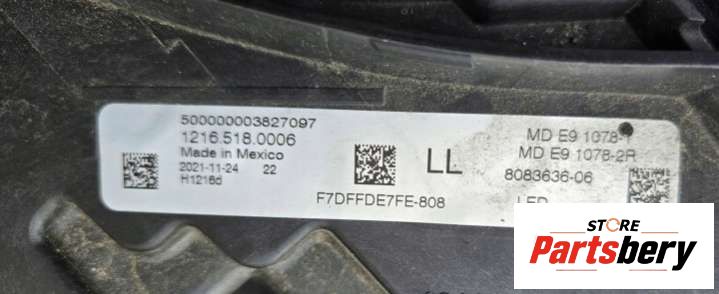 500000003827097
1216.518.0006
Made in Mexico
2021-11-24 22
H1216d
LL
F7DFFDE7FE-808
MD E9 1078-1
MD E9 1078-2R
8083636-06
STORE
Partsbery